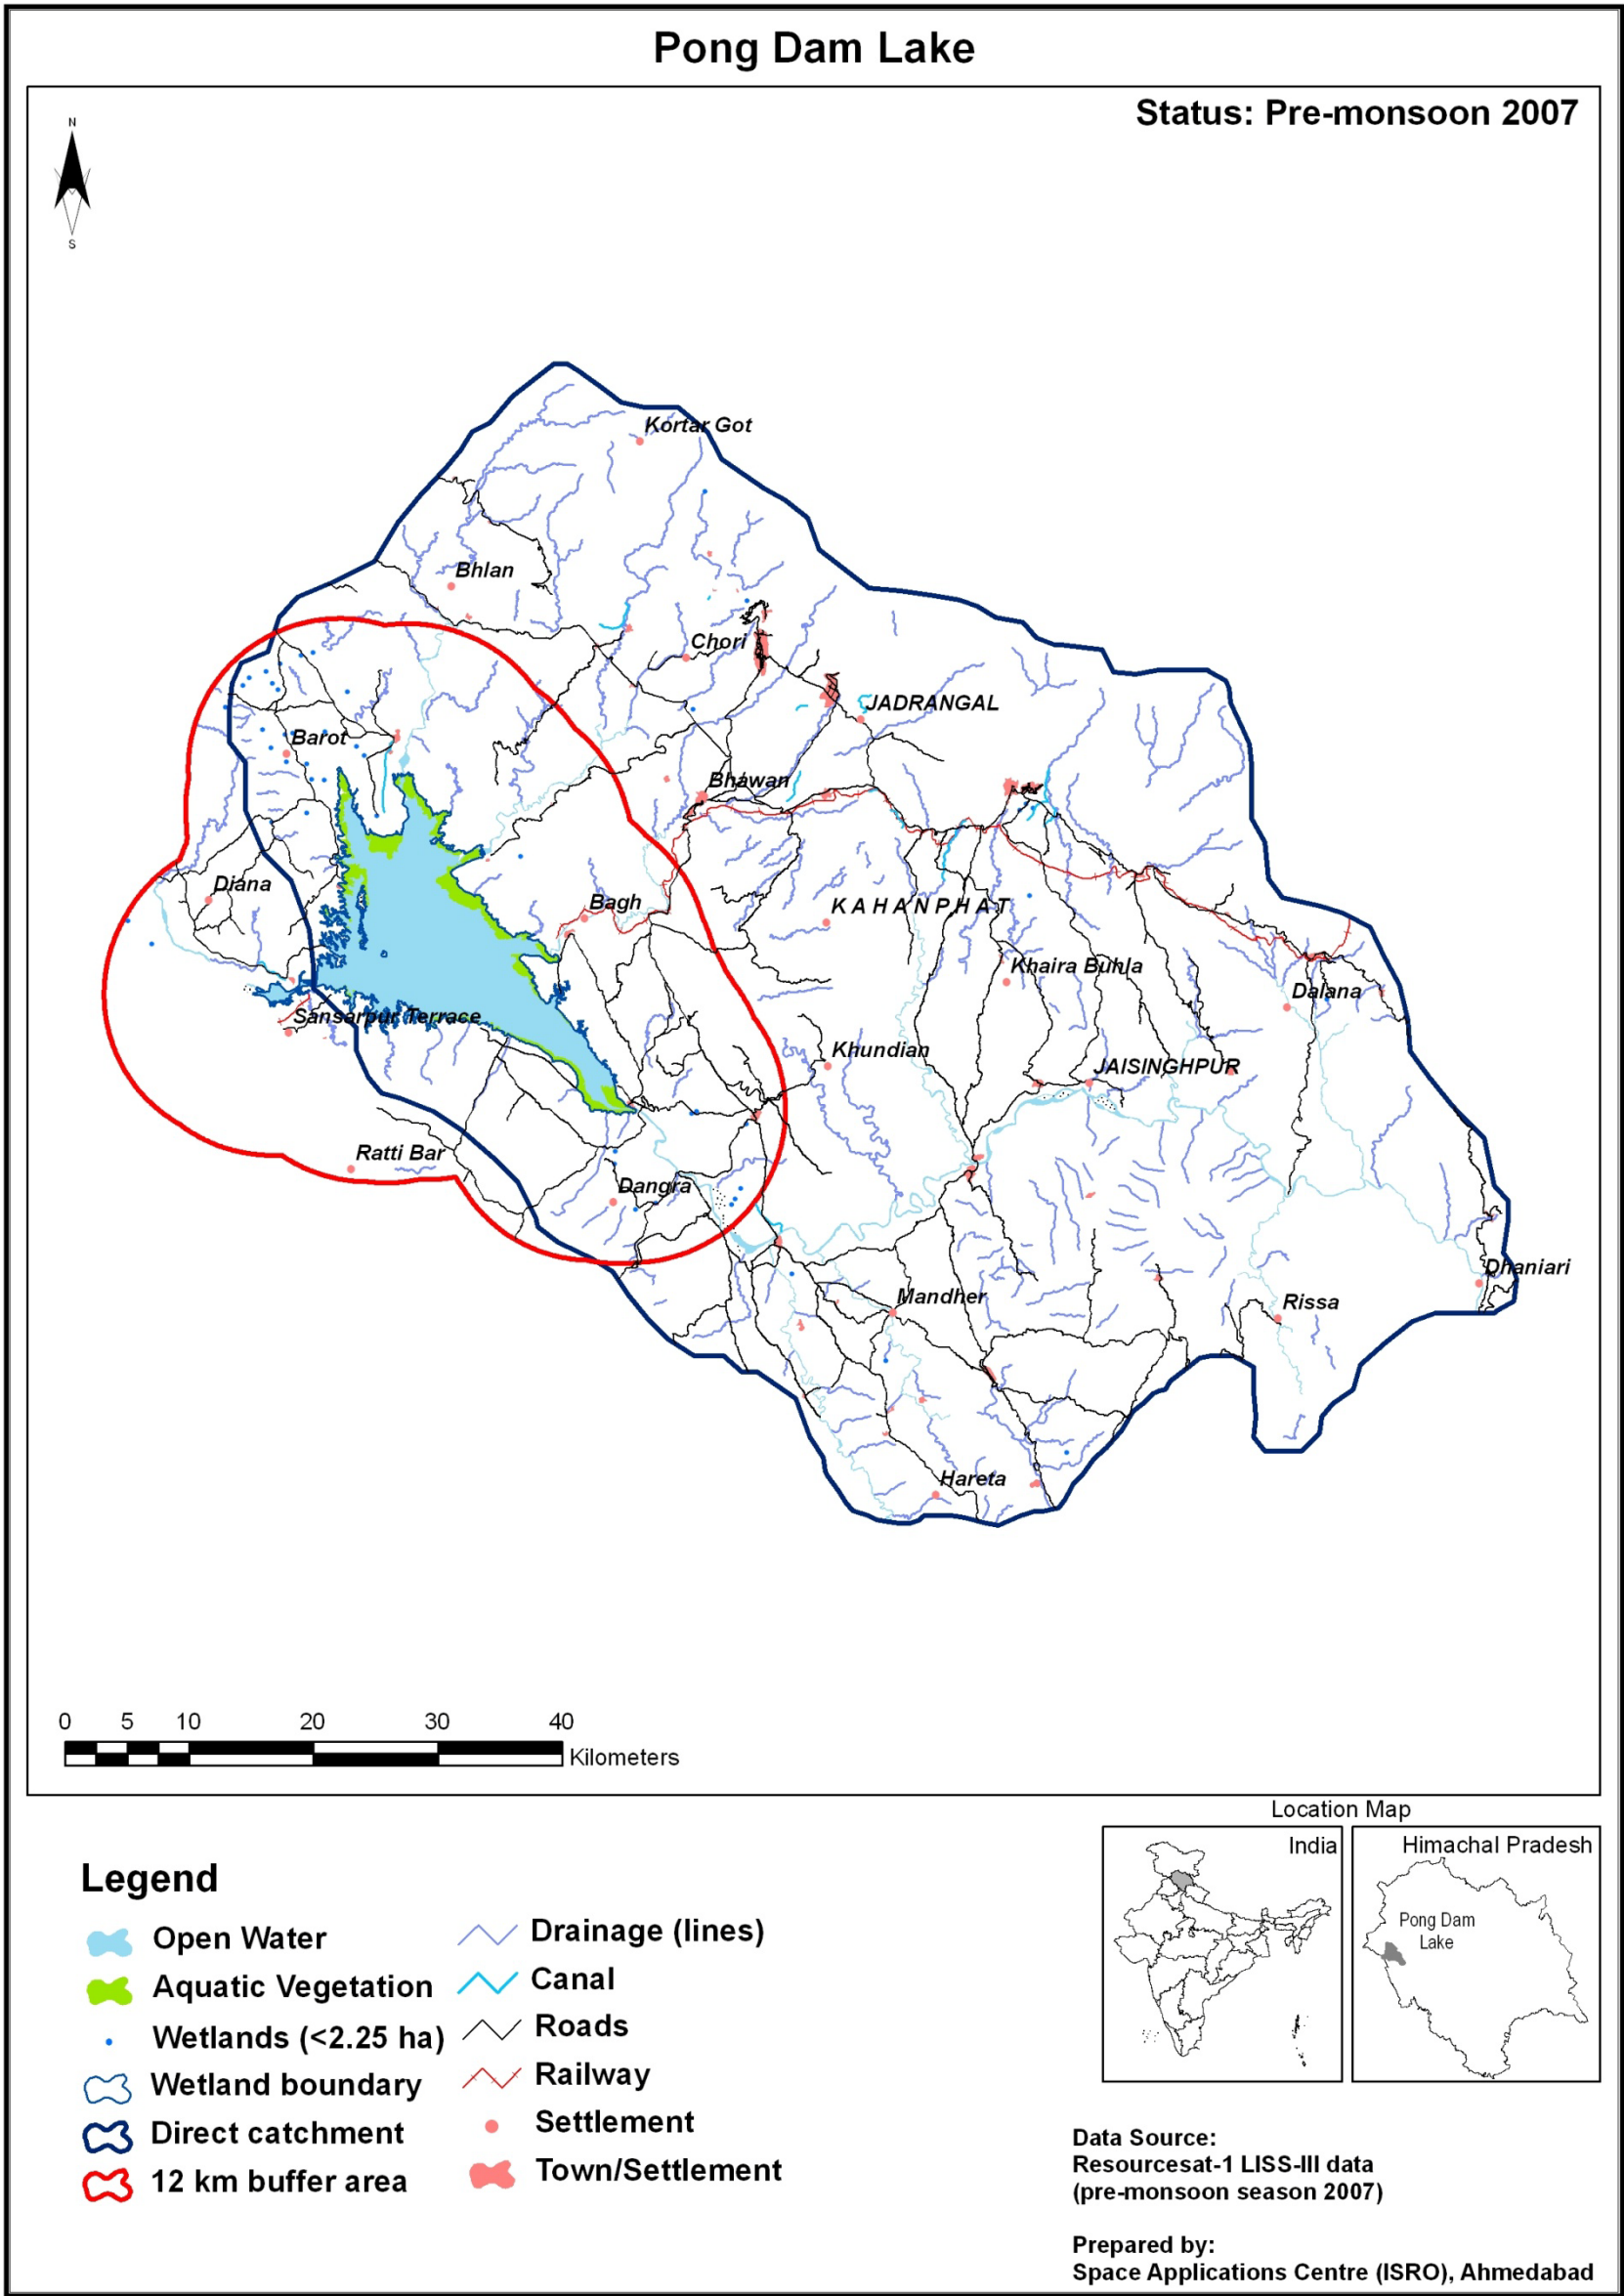 Pong Dam Lake
Status: Pre-monsoon 2007
N
S
Kortar Got
Bhlan
Chori
JADRANGAL
Barot
Bhawan
Diana
Bagh
KAHANPHAT
Khaira Buhla
Dalana
Sansarpur Terrace
Khundian
JAISINGHPUR
Ratti Bar
Dangra
Dhaniari
Mandher
Rissa
Hareta
0 5 10 20 30 40
Kilometers
Location Map
India
Himachal Pradesh
Pong Dam
Lake
Legend
Open Water
Aquatic Vegetation
Wetlands (<2.25 ha)
Wetland boundary
Direct catchment
12 km buffer area
Drainage (lines)
Canal
Roads
Railway
Settlement
Town/Settlement
Data Source:
Resourcesat-1 LISS-III data
(pre-monsoon season 2007)
Prepared by:
Space Applications Centre (ISRO), Ahmedabad